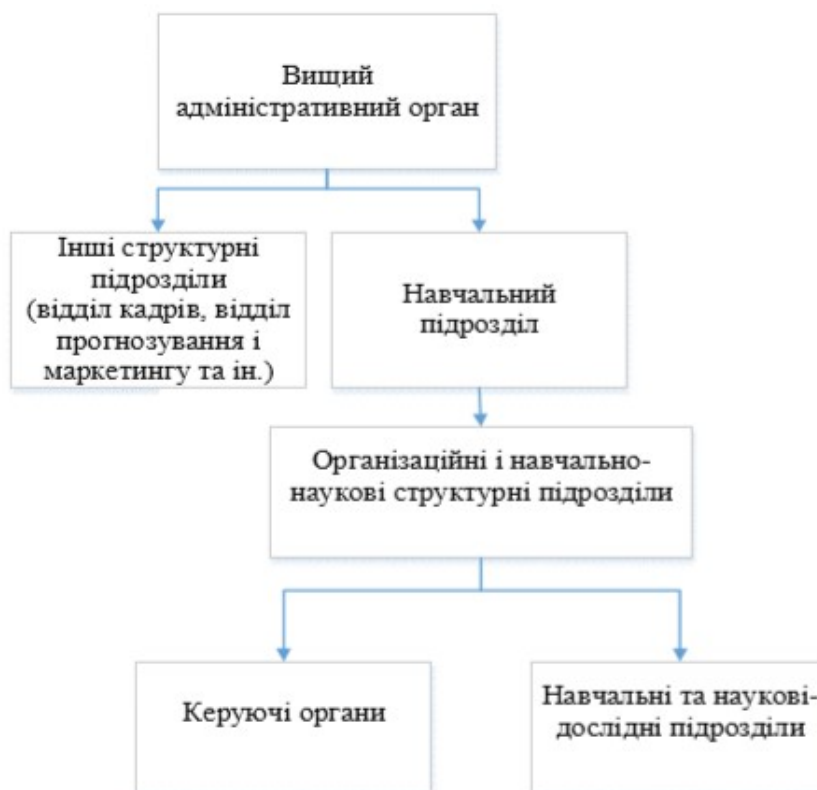 Вищий
адміністративний орган
Інші структурні
підрозділи
(відділ кадрів, відділ
прогнозування і
маркетингу та ін.)
Навчальний
підрозділ
Організаційні і навчально-
наукові структурні підрозділи
Керуючі органи
Навчальні та наукові-
дослідні підрозділи